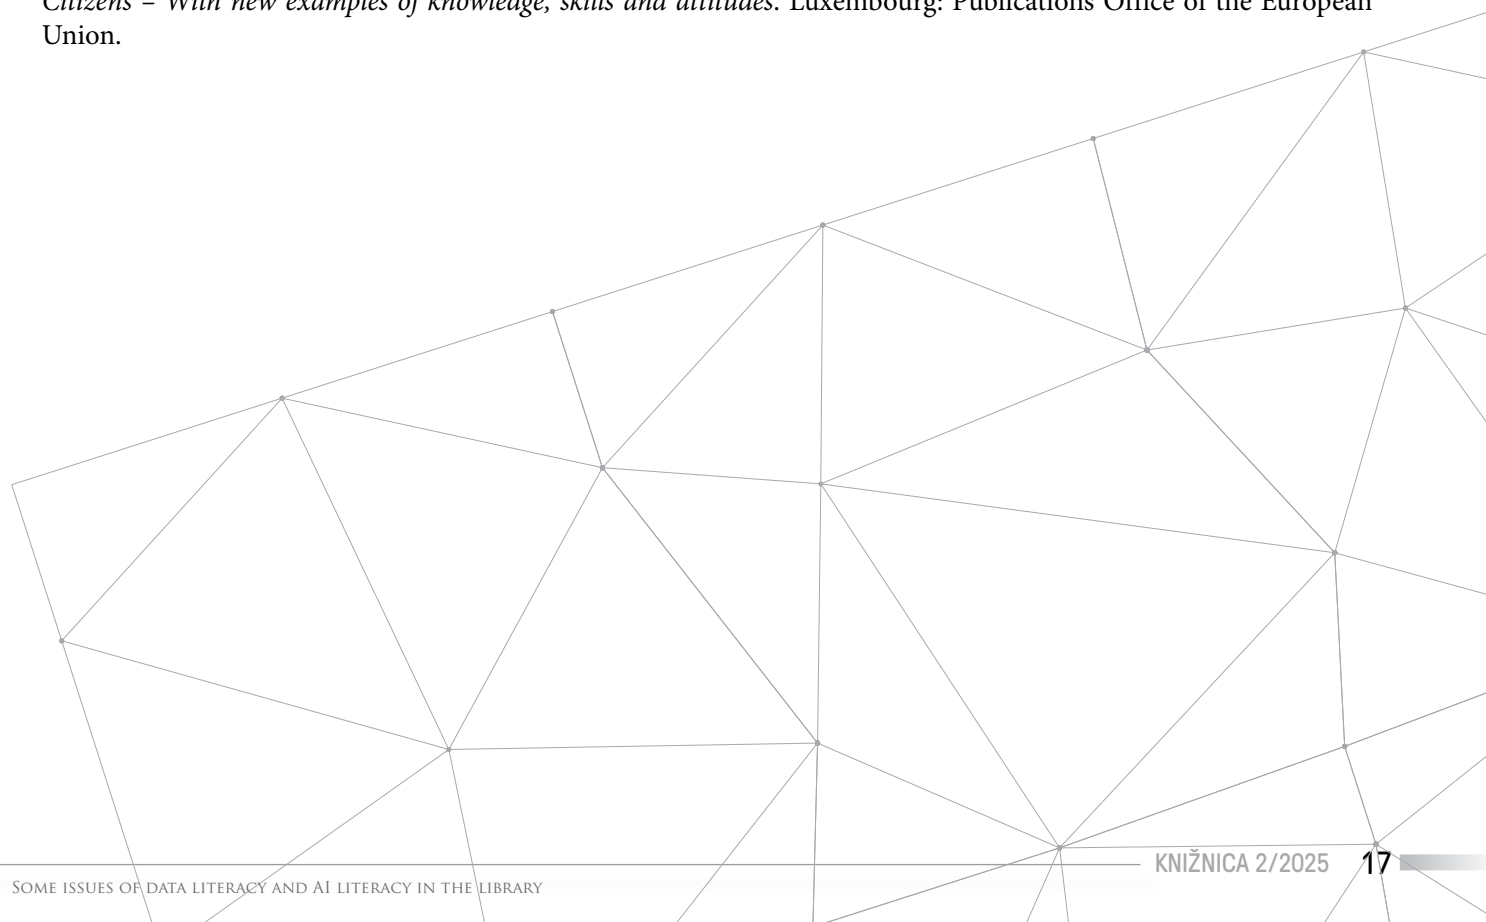 Citizens – With new examples of knowledge, skills and attitudes. Luxembourg: Publications Office of the European
Union.
KNIŽNICA 2/2025 17
SOME ISSUES OF DATA LITERACY AND AI LITERACY IN THE LIBRARY